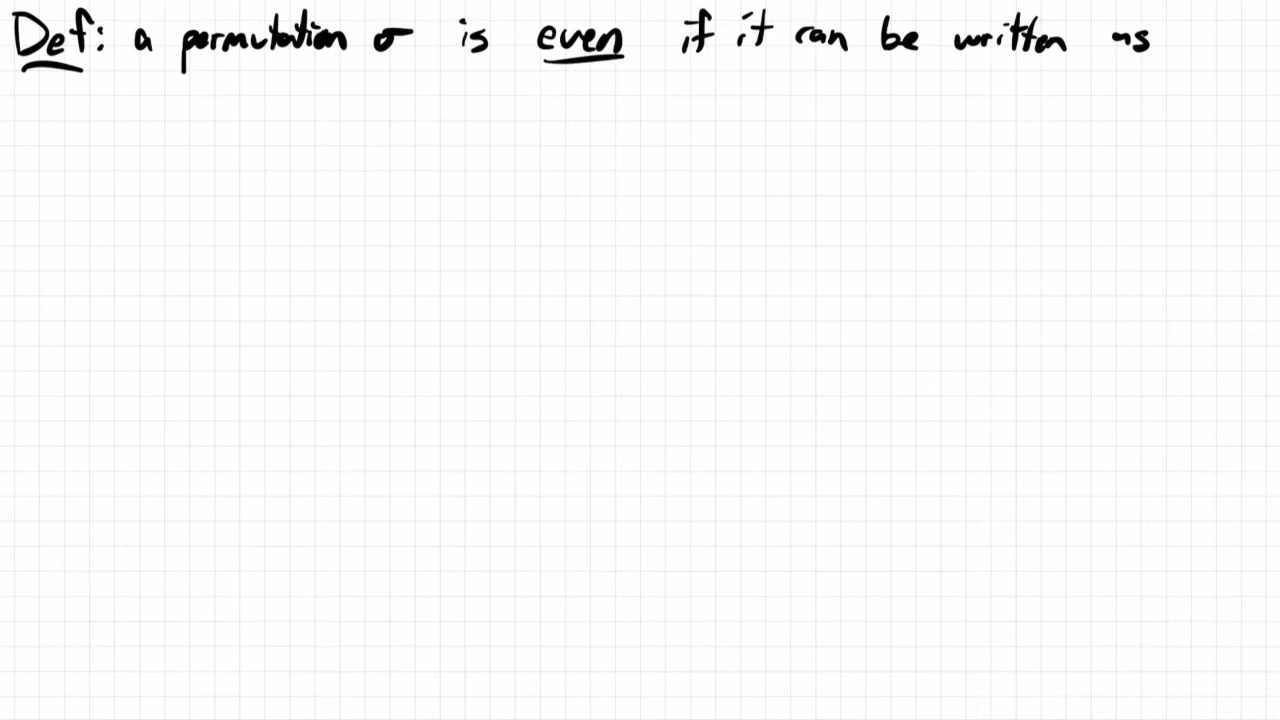 Def: a permutation σ is even if it can be written as